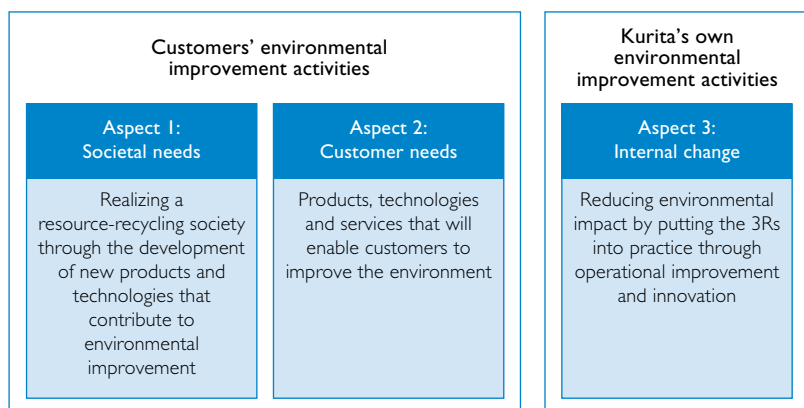 Customers’ environmental
improvement activities
Aspect 1:
Societal needs
Realizing a
resource-recycling society
through the development
of new products and
technologies that
contribute to
environmental
improvement
Aspect 2:
Customer needs
Products, technologies
and services that will
enable customers to
improve the environment
Kurita’s own
environmental
improvement activities
Aspect 3:
Internal change
Reducing environmental
impact by putting the 3Rs
into practice through
operational improvement
and innovation